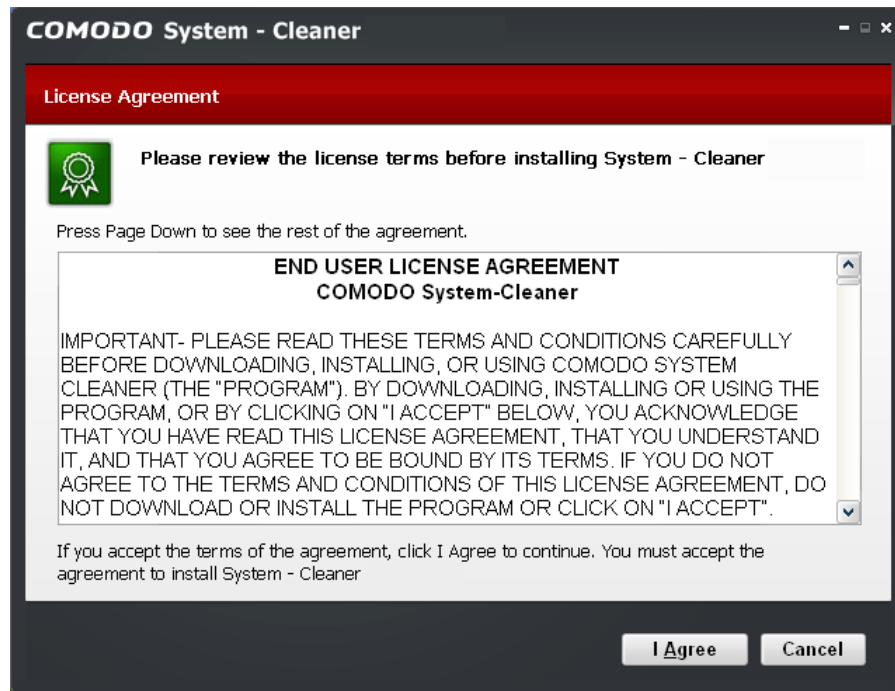 COMODO System - Cleaner
License Agreement
Please review the license terms before installing System - Cleaner
Press Page Down to see the rest of the agreement.
END USER LICENSE AGREEMENT
COMODO System-Cleaner
IMPORTANT- PLEASE READ THESE TERMS AND CONDITIONS CAREFULLY
BEFORE DOWNLOADING, INSTALLING, OR USING COMODO SYSTEM
CLEANER (THE "PROGRAM"). BY DOWNLOADING, INSTALLING OR USING THE
PROGRAM, OR BY CLICKING ON "I ACCEPT" BELOW, YOU ACKNOWLEDGE
THAT YOU HAVE READ THIS LICENSE AGREEMENT, THAT YOU UNDERSTAND
IT, AND THAT YOU AGREE TO BE BOUND BY ITS TERMS. IF YOU DO NOT
AGREE TO THE TERMS AND CONDITIONS OF THIS LICENSE AGREEMENT, DO
NOT DOWNLOAD OR INSTALL THE PROGRAM OR CLICK ON "I ACCEPT".
If you accept the terms of the agreement, click I Agree to continue. You must accept the
agreement to install System - Cleaner
I Agree
Cancel